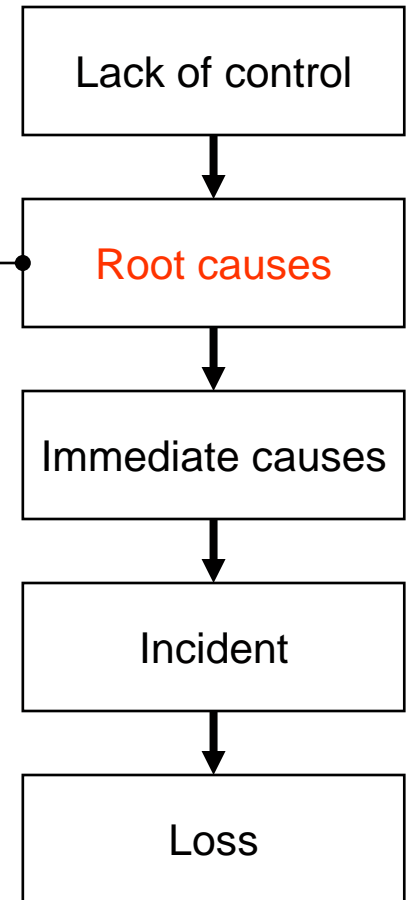 Lack of control
Root causes
Immediate causes
Incident
Loss